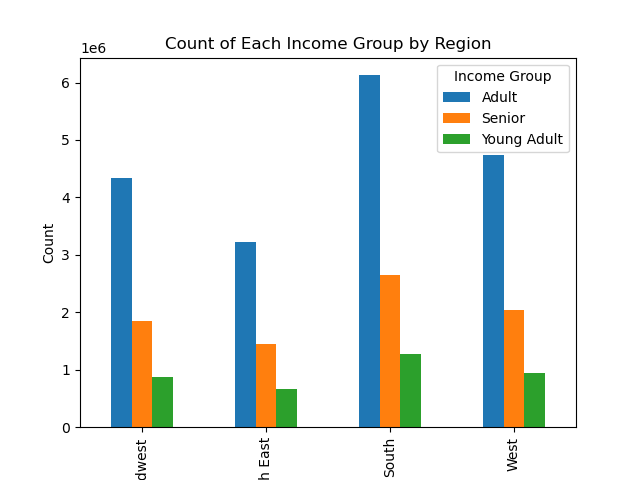 Count of Each Income Group by Region
1e6
Income Group
Adult
Senior
Young Adult
Count
6
5
4
3
2
1
0
dwest
h East
South
West